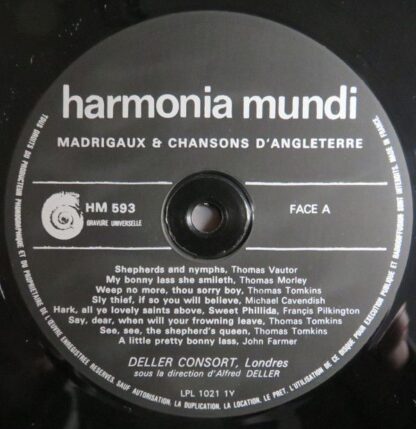 harmonia mundi
MADRIGAUX & CHANSONS D'ANGLETERRE
HM 593
GRAVURE UNIVERSELLE
FACE A
Shepherds and nymphs, Thomas Vautor
My bonny lass she smileth, Thomas Morley
Weep no more, thou sorry boy, Thomas Tomkins
Sly thief, if so you will believe, Michael Cavendish
Hark, all ye lovely saints above, Sweet Phillida, Françis Pilkington
Say, dear, when will your frowning leave, Thomas Tomkins
See, see, the shepherd's queen, Thomas Tomkins
A little pretty bonny lass, John Farmer
DELLER CONSORT, Londres
sous la direction d'Alfred DELLER
LPL 1021 1Y
TOUS DROITS DU PRODUCTEUR PHONOGRAPHIQUE ET DU PROPRIETAIRE DE L'ŒUVRE ENREGISTREE RESERVES, SAUF AUTORISATION, LA DUPLICATION, LA LOCATION, LE PRET, L'UTILISATION DE CE DISQUE POUR EXECUTION PUBLIQUE ET RADIODIFFUSION SONT INTERDITES. MADE IN FRANCE.